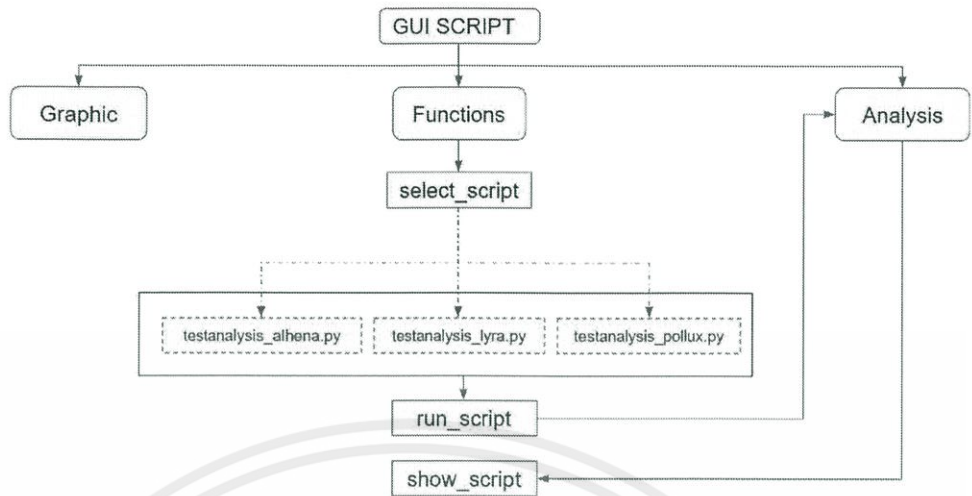 GUI SCRIPT
Graphic
Functions
Analysis
select_script
testanalysis_alhena.py
testanalysis_lyra.py
testanalysis_pollux.py
run_script
show_script